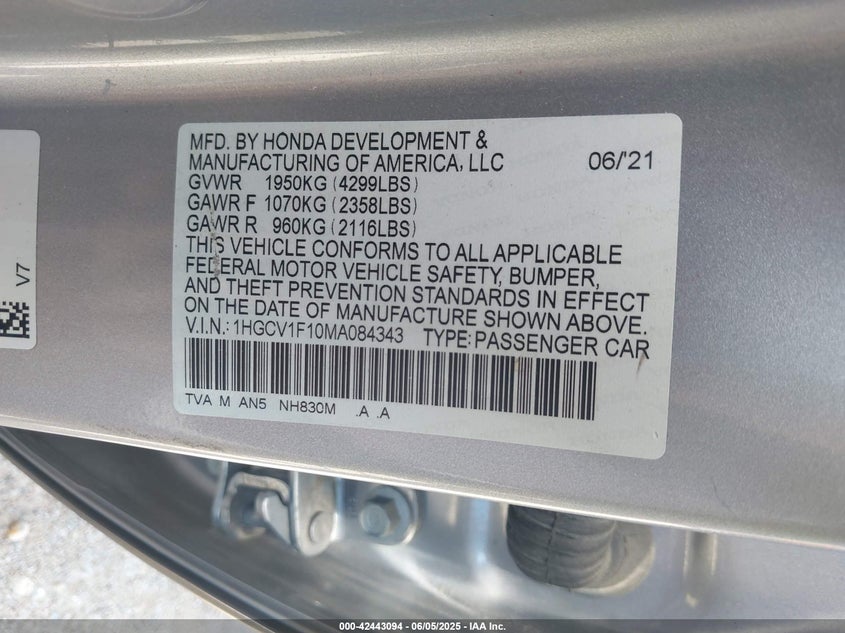 MFD. BY HONDA DEVELOPMENT &
MANUFACTURING OF AMERICA, LLC 06/'21
GVWR 1950KG (4299LBS)
GAWR F 1070KG (2358LBS)
GAWR R 960KG (2116LBS)
THIS VEHICLE CONFORMS TO ALL APPLICABLE
FEDERAL MOTOR VEHICLE SAFETY, BUMPER,
AND THEFT PREVENTION STANDARDS IN EFFECT
ON THE DATE OF MANUFACTURE SHOWN ABOVE.
V.I.N.: 1HGCV1F10MA084343 TYPE: PASSENGER CAR
TVA M AN5 NH830M .A .A
V7
000-42443094 - 06/05/2025 - IAA Inc.